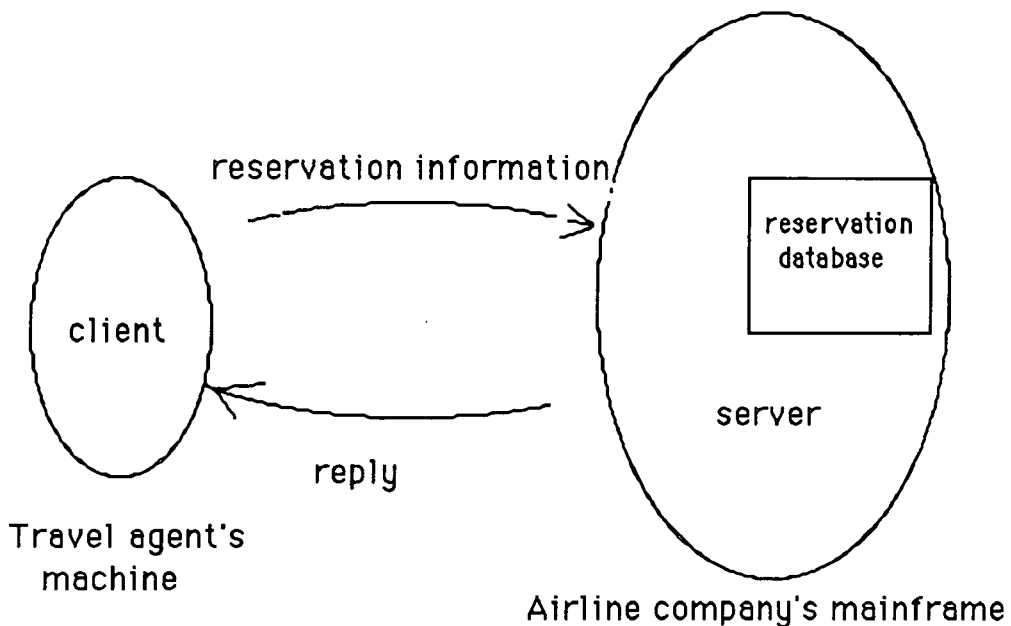 reservation information
reservation
database
client
server
reply
Travel agent's
machine
Airline company's mainframe